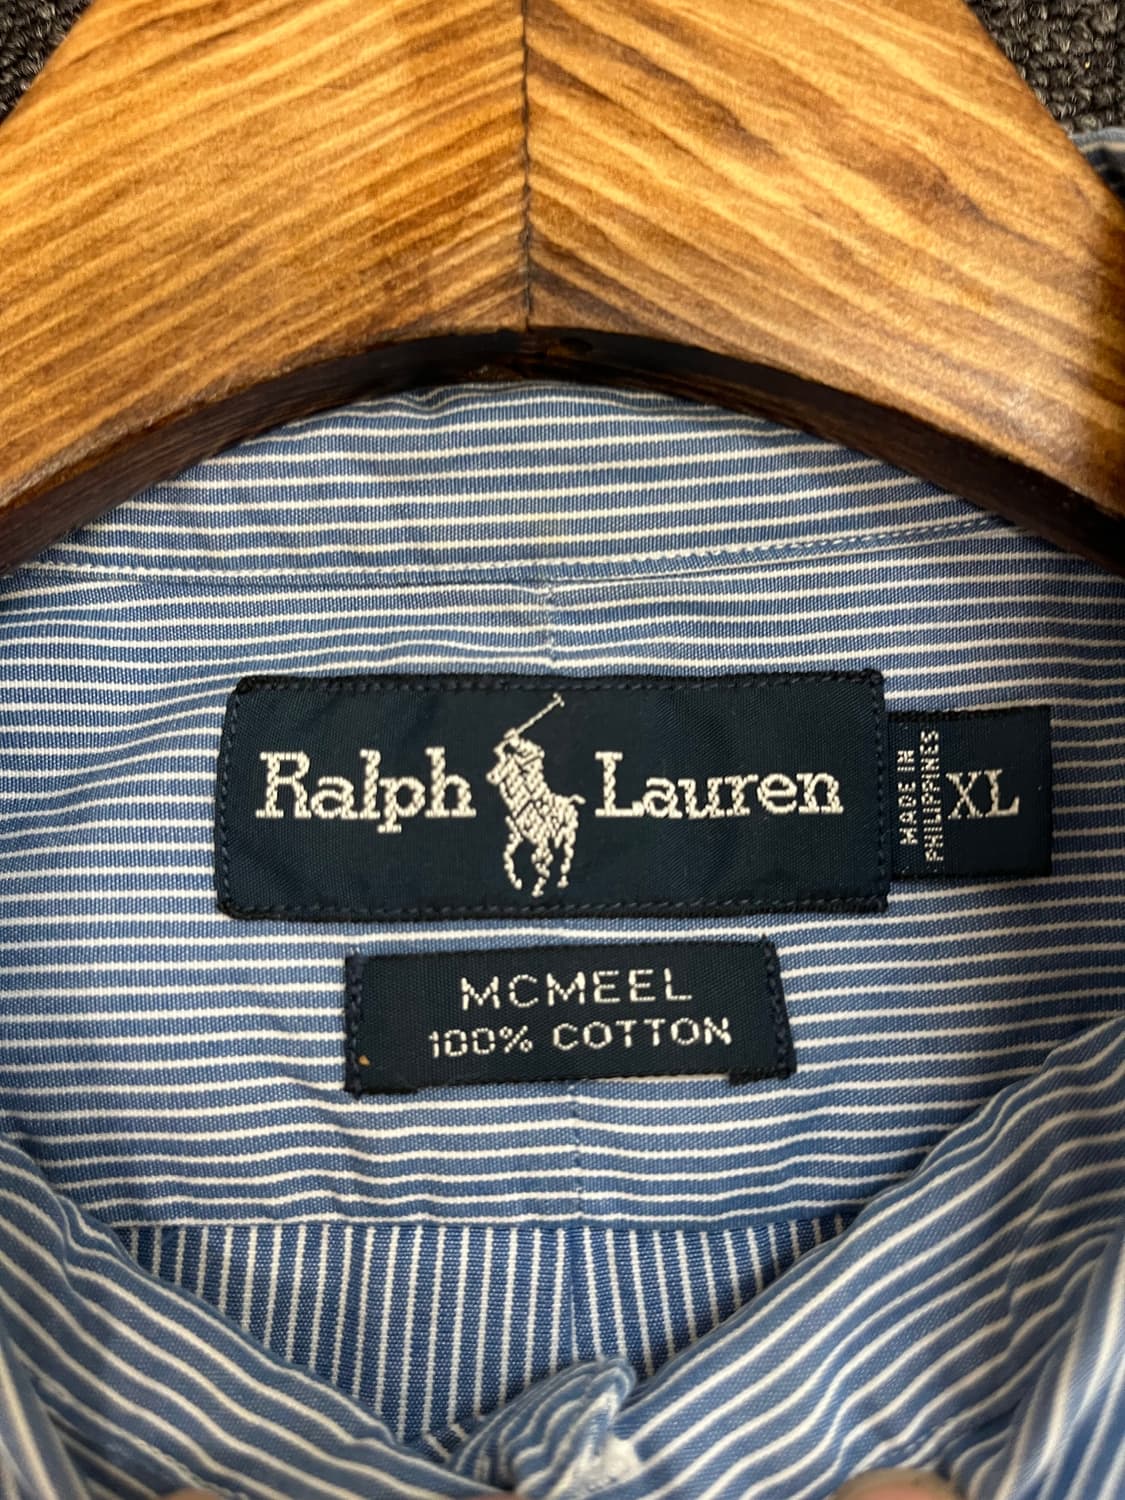 Ralph Lauren
MADE IN
PHILIPPINES
XL
MCMEEL
100% COTTON